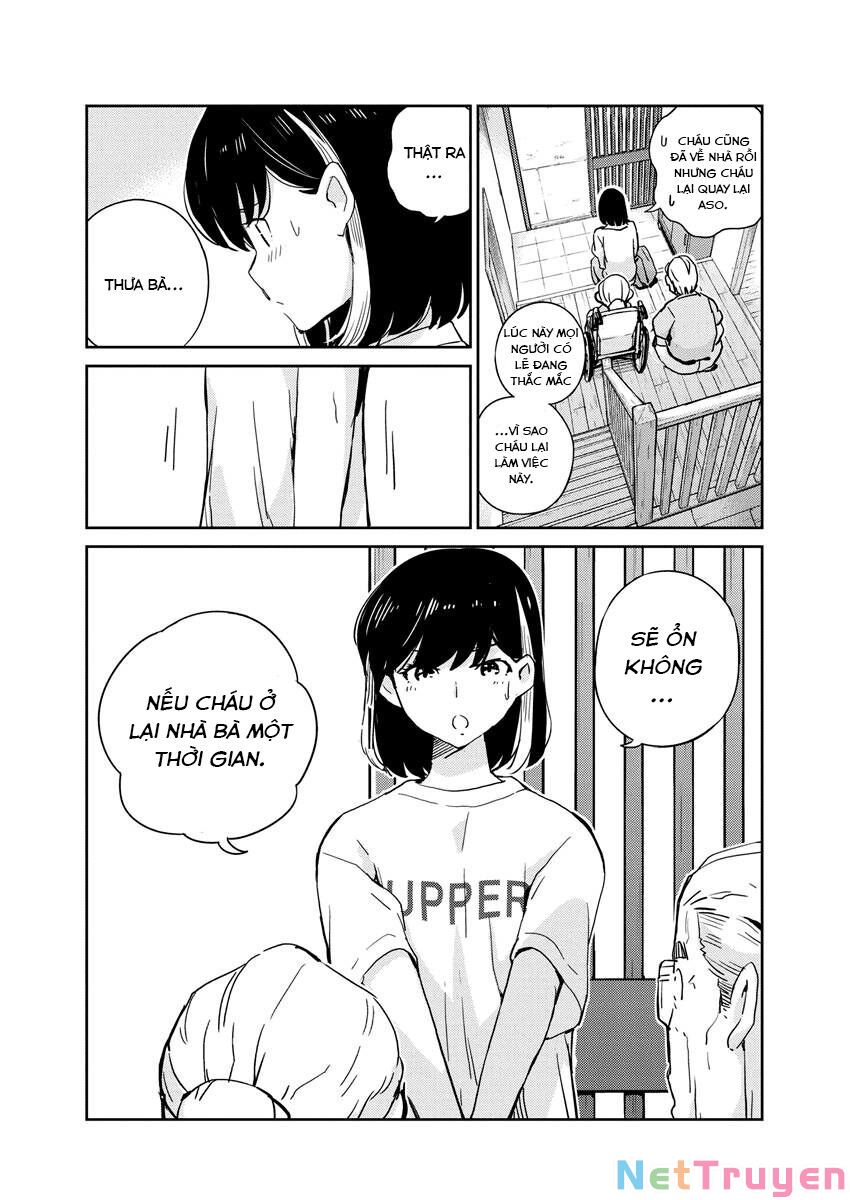 CHÁU CŨNG
ĐÃ VỀ NHÀ RỒI
NHƯNG CHÁU
LẠI QUAY LẠI
ASO.
LÚC NÀY MỌI
NGƯỜI CÓ
LẼ ĐANG
THẮC MẮC
...VÌ SAO
CHÁU LẠI
LÀM VIỆC
NÀY.
THẬT RA
...
THƯA BÀ...
SẼ ỔN
KHÔNG
...
NẾU CHÁU Ở
LẠI NHÀ BÀ MỘT
THỜI GIAN.
UPPER
NetTruyen